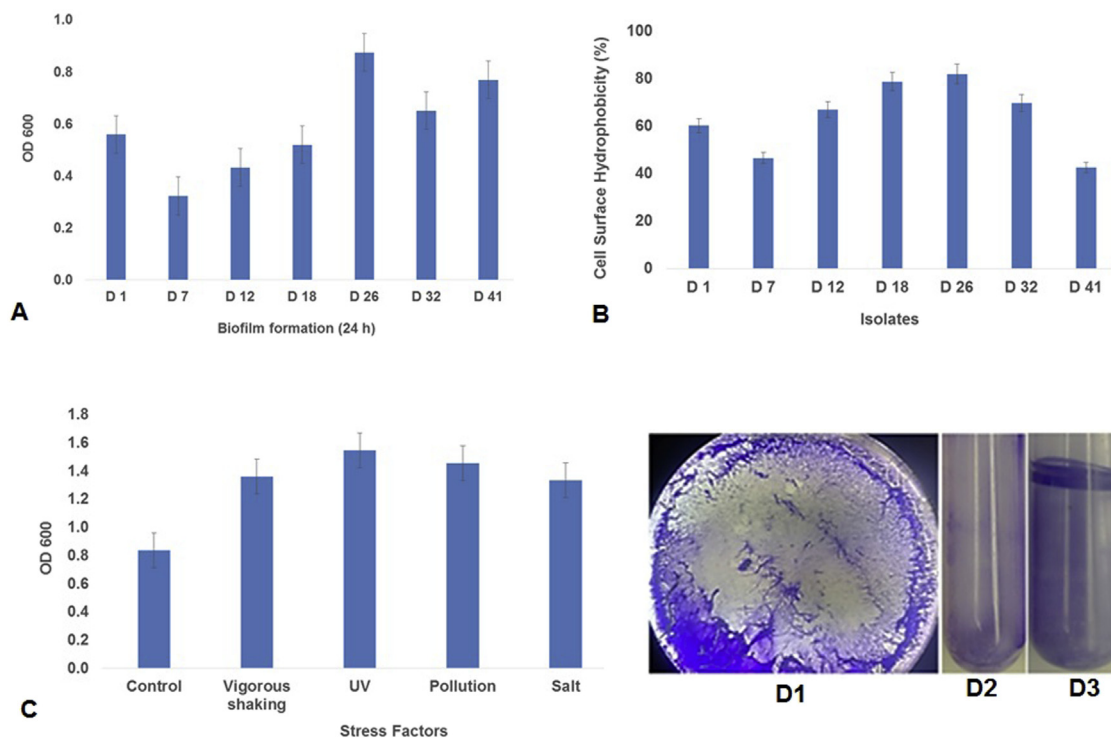 1.0
0.8
0.6
0.4
0.2
0.0
OD 600
D 1 D 7 D 12 D 18 D 26 D 32 D 41
Biofilm formation (24 h)
A
100
80
60
40
20
0
Cell Surface Hydrophobicity (%)
D 1 D 7 D 12 D 18 D 26 D 32 D 41
Isolates
B
1.8
1.6
1.4
1.2
1.0
0.8
0.6
0.4
0.2
0.0
OD 600
Control Vigorous UV Pollution Salt
shaking
Stress Factors
C
D1 D2 D3